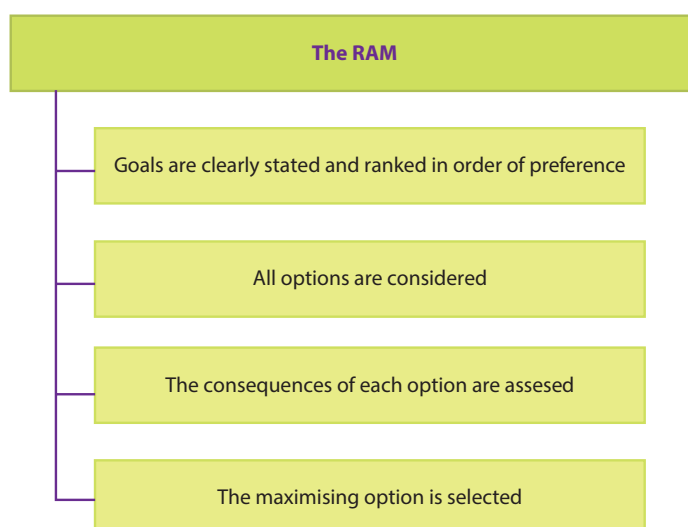 The RAM
Goals are clearly stated and ranked in order of preference
All options are considered
The consequences of each option are assesed
The maximising option is selected